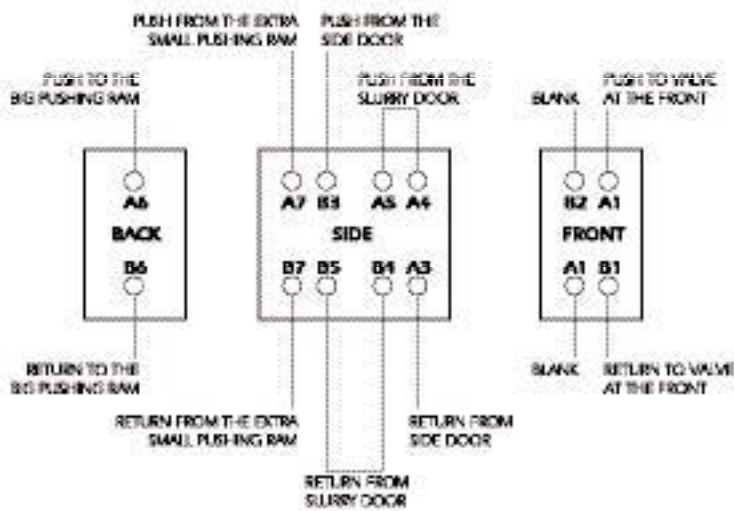 PUSH FROM THE EXTRA
SMALL PUSHING RAM
PUSH FROM THE
SIDE DOOR
PUSH TO THE
BIG PUSHING RAM
PUSH FROM THE
SLURRY DOOR
BLANK
PUSH TO VALVE
AT THE FRONT
A6
BACK
B6
A7 B3 A5 A4
SIDE
B7 B5 B4 A3
B2 A1
FRONT
A1 B1
RETURN TO THE
BIG PUSHING RAM
BLANK
RETURN TO VALVE
AT THE FRONT
RETURN FROM THE EXTRA
SMALL PUSHING RAM
RETURN FROM
SIDE DOOR
RETURN FROM
SLURRY DOOR